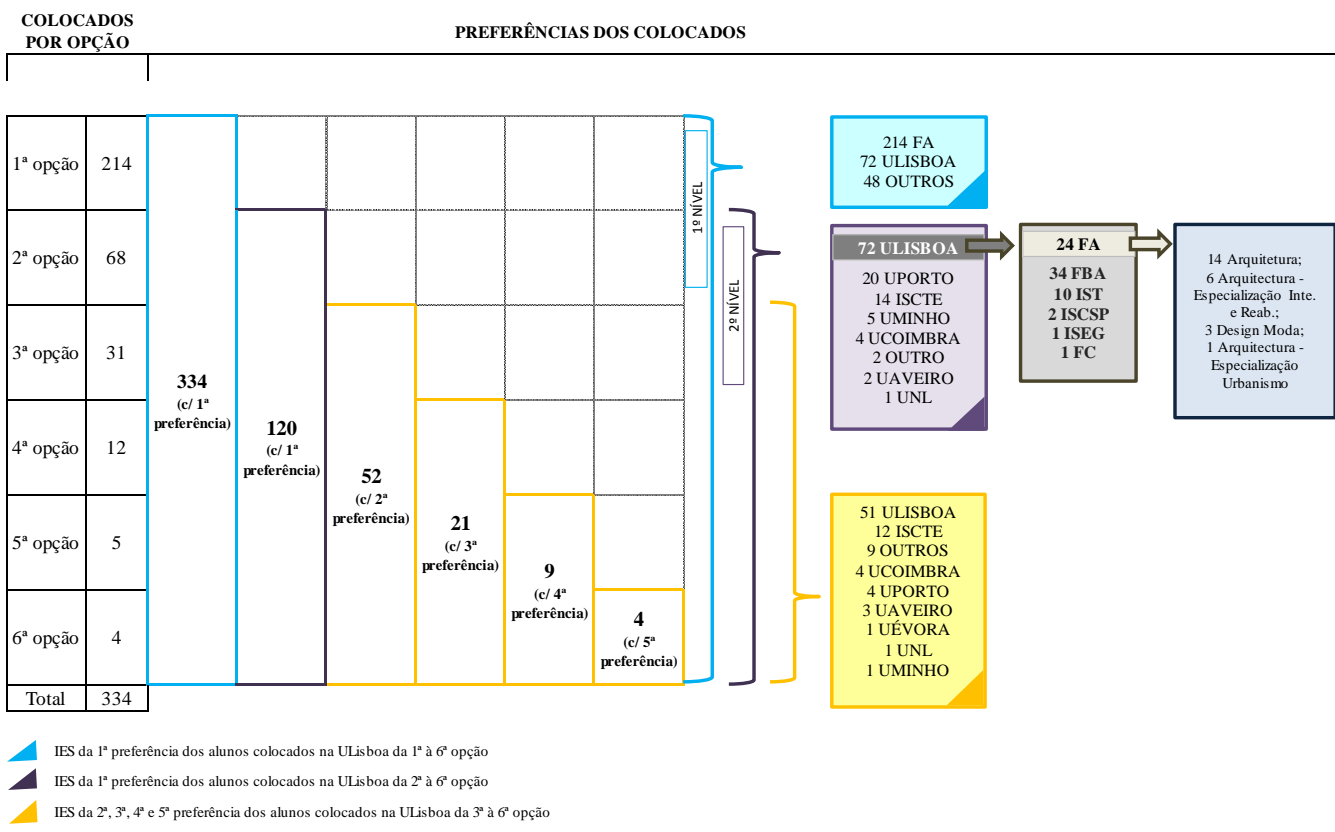 COLOCADOS
POR OPÇÃO
PREFERÊNCIAS DOS COLOCADOS
1ª opção 214
2ª opção 68
3ª opção 31
4ª opção 12
5ª opção 5
6ª opção 4
Total 334
334
(c/ 1ª
preferência)
120
(c/ 1ª
preferência)
52
(c/ 2ª
preferência)
21
(c/ 3ª
preferência)
9
(c/ 4ª
preferência)
4
(c/ 5ª
preferência)
1º NÍVEL
2º NÍVEL
214 FA
72 ULISBOA
48 OUTROS
72 ULISBOA
20 UPORTO
14 ISCTE
5 UMINHO
4 UCOIMBRA
2 OUTRO
2 UAVEIRO
1 UNL
24 FA
34 FBA
10 IST
2 ISCSP
1 ISEG
1 FC
14 Arquitetura;
6 Arquitectura -
Especialização Inte.
e Reab.;
3 Design Moda;
1 Arquitectura -
Especialização
Urbanismo
51 ULISBOA
12 ISCTE
9 OUTROS
4 UCOIMBRA
4 UPORTO
3 UAVEIRO
1 UÉVORA
1 UNL
1 UMINHO
IES da 1ª preferência dos alunos colocados na ULisboa da 1ª à 6ª opção
IES da 1ª preferência dos alunos colocados na ULisboa da 2ª à 6ª opção
IES da 2ª, 3ª, 4ª e 5ª preferência dos alunos colocados na ULisboa da 3ª à 6ª opção